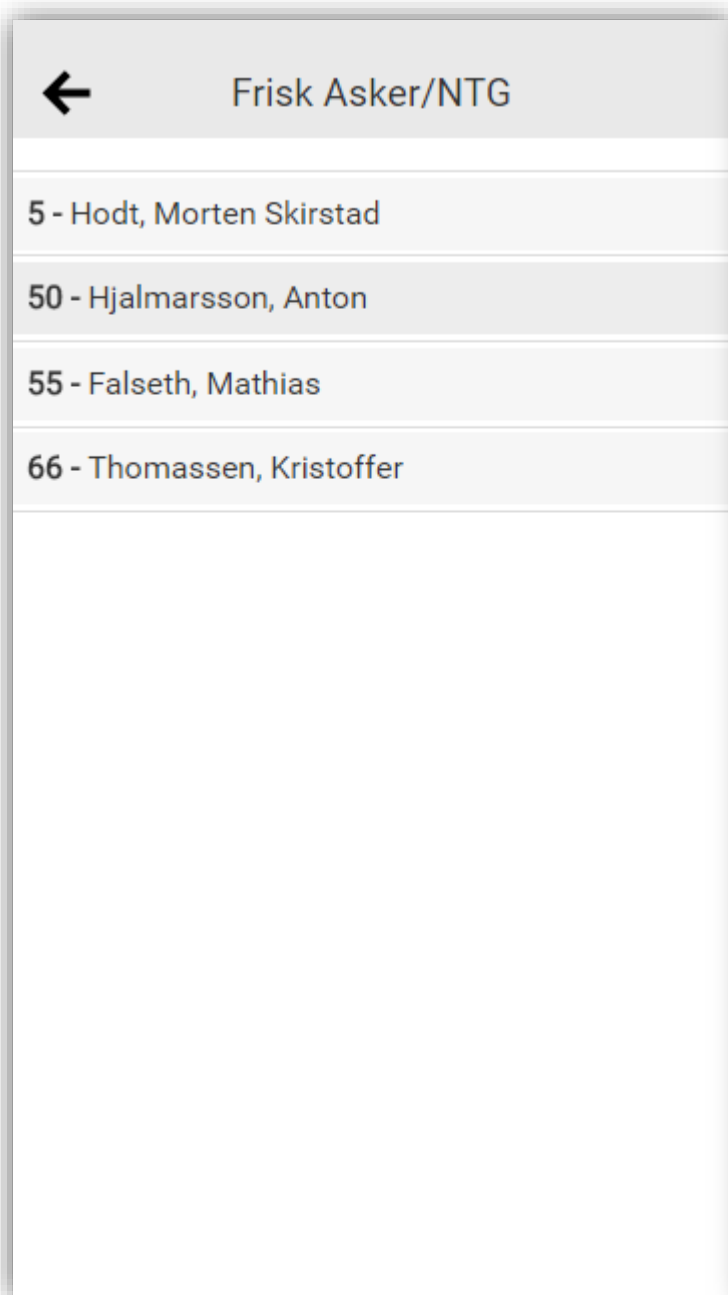 Frisk Asker/NTG
5 - Hodt, Morten Skirstad
50 - Hjalmarsson, Anton
55 - Falseth, Mathias
66 - Thomassen, Kristoffer